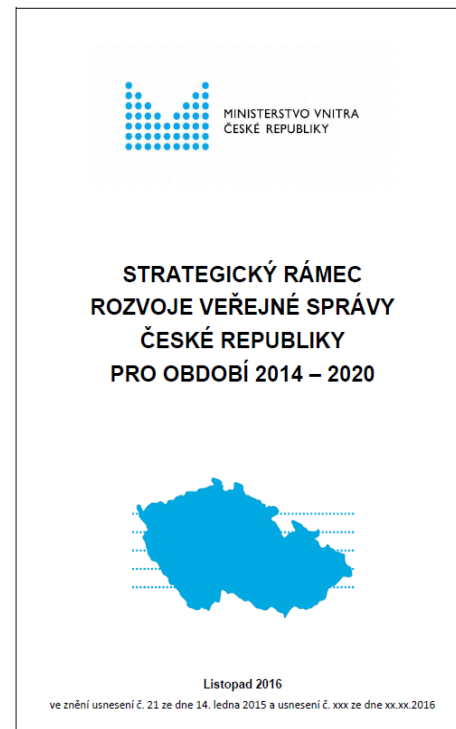 MINISTERSTVO VNITRA
ČESKÉ REPUBLIKY
STRATEGICKÝ RÁMEC
ROZVOJE VEŘEJNÉ SPRÁVY
ČESKÉ REPUBLIKY
PRO OBDOBÍ 2014 – 2020
Listopad 2016
ve znění usnesení č. 21 ze dne 14. ledna 2015 a usnesení č. xxx ze dne xx.xx.2016